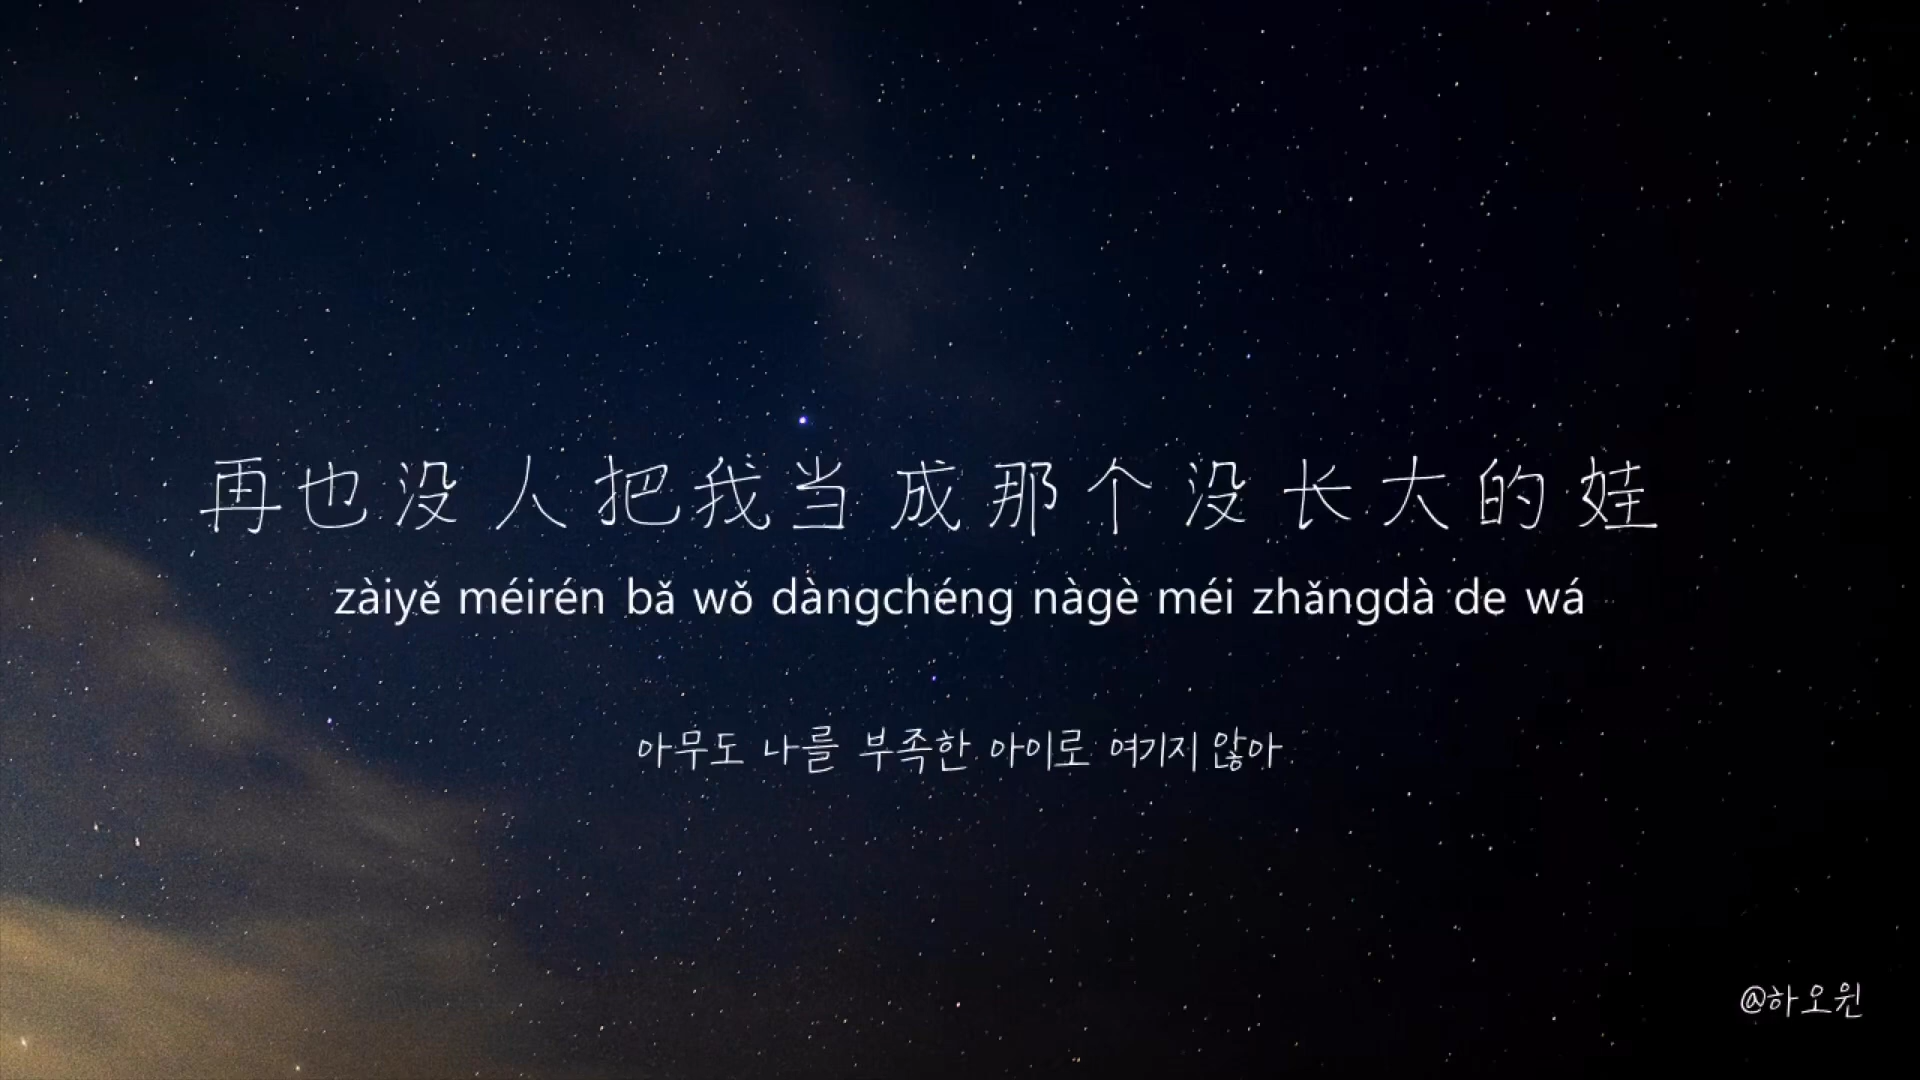 再也没人把我当成那个没长大的娃
zàiyě méirén bǎ wǒ dàngchéng nàgè méi zhǎngdà de wá
아무도 나를 부족한 아이로 여기지 않아
@하오원